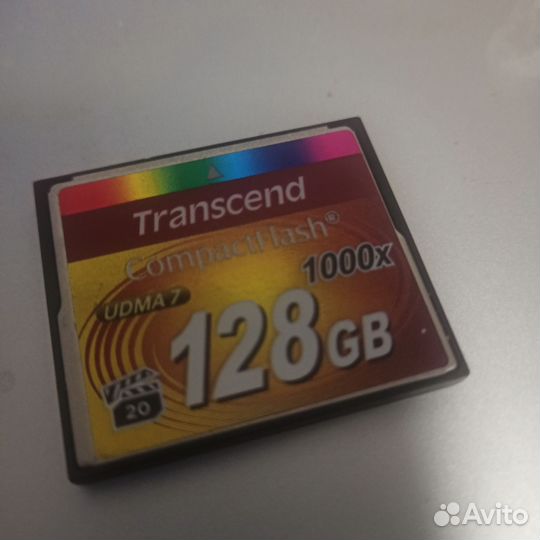 Transcend
CompactFlash®
1000x
UDMA 7
128GB
20
Avito